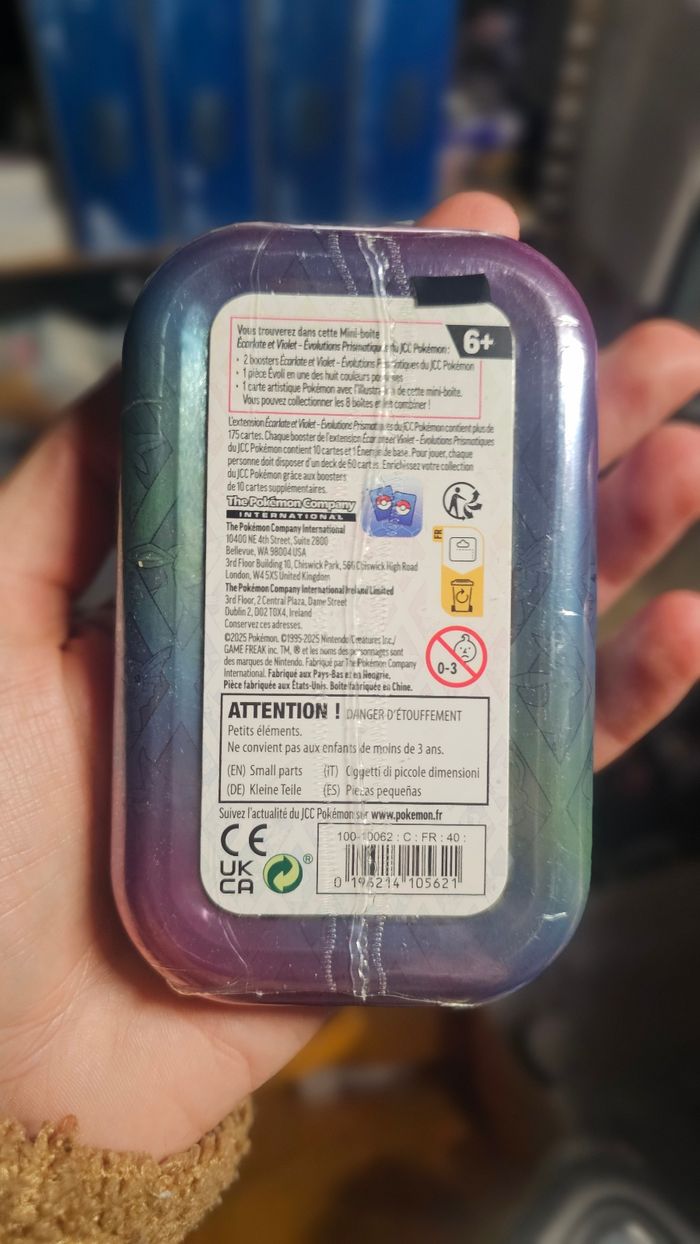 Vous trouverez dans cette Mini-boîte
Écarlate et Violet - Évolutions Prismatiques du JCC Pokémon :
6+
• 2 boosters Écarlate et Violet - Évolutions Prismatiques du JCC Pokémon
• 1 pièce Évoli en une des huit couleurs possibles
• 1 carte artistique Pokémon avec l'illustration de cette mini-boîte.
Vous pouvez collectionner les 8 boîtes et les combiner !
L'extension Écarlate et Violet - Évolutions Prismatiques du JCC Pokémon contient plus de
175 cartes. Chaque booster de l'extension Écarlate et Violet - Évolutions Prismatiques
du JCC Pokémon contient 10 cartes et 1 Énergie de base. Pour jouer, chaque
personne doit disposer d'un deck de 60 cartes. Enrichissez votre collection
du JCC Pokémon grâce aux boosters
de 10 cartes supplémentaires.
The Pokémon Company
INTERNATIONAL
The Pokémon Company International
10400 NE 4th Street, Suite 2800
Bellevue, WA 98004 USA
3rd Floor Building 10, Chiswick Park, 566 Chiswick High Road
London, W4 5XS United Kingdom
The Pokémon Company International Ireland Limited
3rd Floor, 2 Central Plaza, Dame Street
Dublin 2, D02 T0X4, Ireland
Conservez ces adresses.
FR
©2025 Pokémon. ©1995-2025 Nintendo/Creatures Inc./
GAME FREAK inc. TM, ® et les noms des personnages sont
des marques de Nintendo. Fabriqué par The Pokémon Company
International. Fabriqué aux Pays-Bas et en Hongrie.
Pièce fabriquée aux États-Unis. Boîte fabriquée en Chine.
0-3
ATTENTION ! DANGER D'ÉTOUFFEMENT
Petits éléments.
Ne convient pas aux enfants de moins de 3 ans.
(EN) Small parts (IT) Oggetti di piccole dimensioni
(DE) Kleine Teile (ES) Piezas pequeñas
Suivez l'actualité du JCC Pokémon sur www.pokemon.fr
CE
UK
CA
®
100-10062 : C : FR : 40 :
0 196214 105621